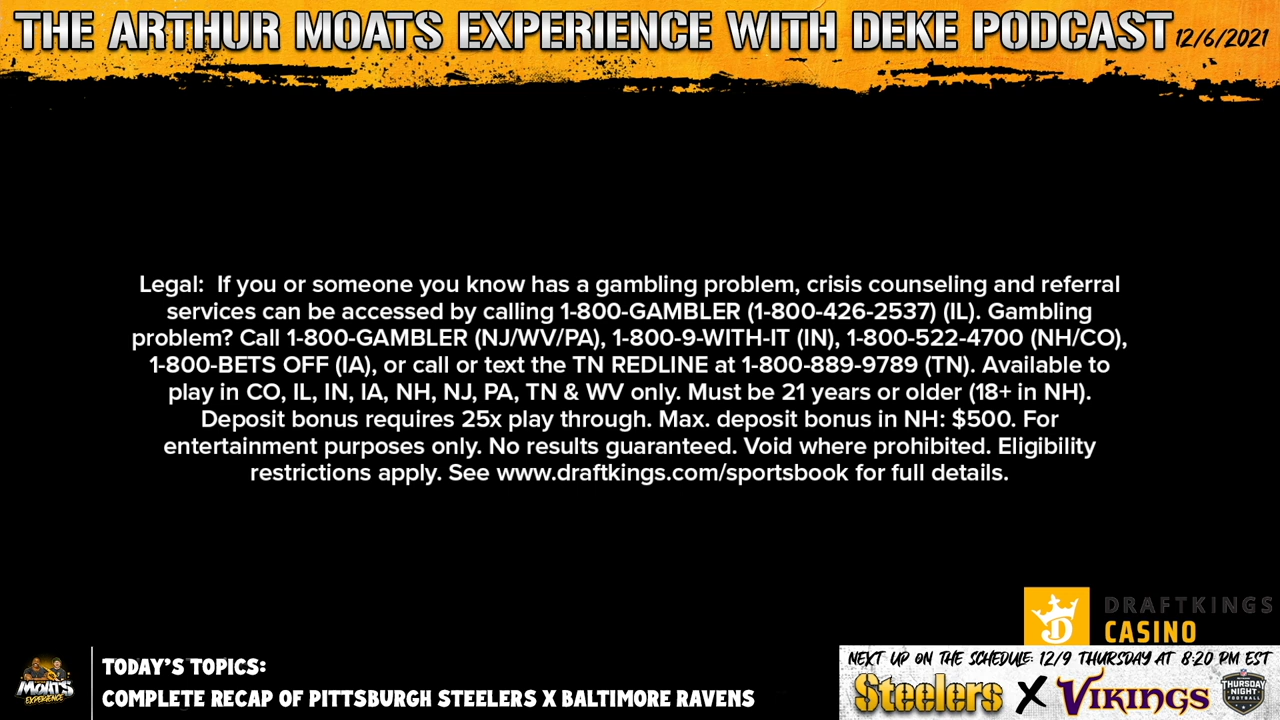 THE ARTHUR MOATS EXPERIENCE WITH DEKE PODCAST 12/6/2021
Legal:  If you or someone you know has a gambling problem, crisis counseling and referral
services can be accessed by calling 1-800-GAMBLER (1-800-426-2537) (IL). Gambling
problem? Call 1-800-GAMBLER (NJ/WV/PA), 1-800-9-WITH-IT (IN), 1-800-522-4700 (NH/CO),
1-800-BETS OFF (IA), or call or text the TN REDLINE at 1-800-889-9789 (TN). Available to
play in CO, IL, IN, IA, NH, NJ, PA, TN & WV only. Must be 21 years or older (18+ in NH).
Deposit bonus requires 25x play through. Max. deposit bonus in NH: $500. For
entertainment purposes only. No results guaranteed. Void where prohibited. Eligibility
restrictions apply. See www.draftkings.com/sportsbook for full details.
DRAFTKINGS
CASINO
MOATS
EXPERIENCE
TODAY'S TOPICS:
COMPLETE RECAP OF PITTSBURGH STEELERS X BALTIMORE RAVENS
NEXT UP ON THE SCHEDULE: 12/9 THURSDAY AT 8:20 PM EST
Steelers X VIKINGS
THURSDAY
NIGHT
FOOTBALL